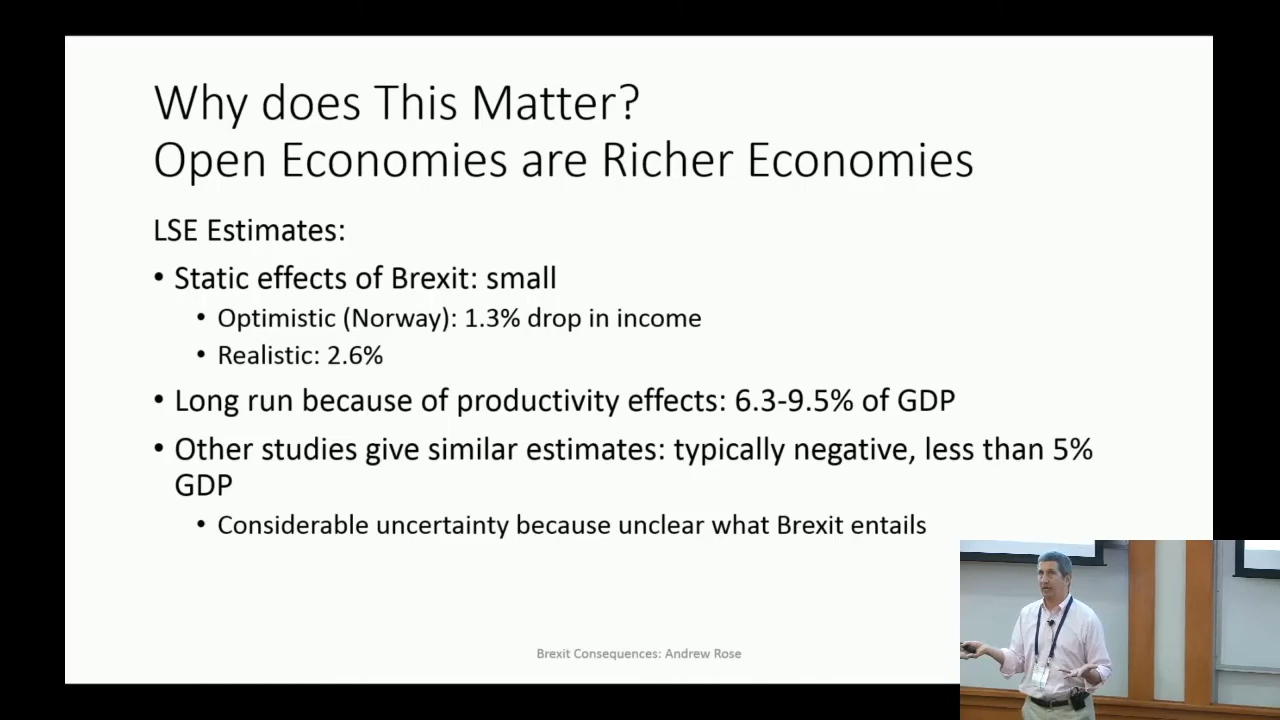 Why does This Matter?
Open Economies are Richer Economies
LSE Estimates:
• Static effects of Brexit: small
• Optimistic (Norway): 1.3% drop in income
• Realistic: 2.6%
• Long run because of productivity effects: 6.3-9.5% of GDP
• Other studies give similar estimates: typically negative, less than 5%
GDP
• Considerable uncertainty because unclear what Brexit entails
Brexit Consequences: Andrew Rose